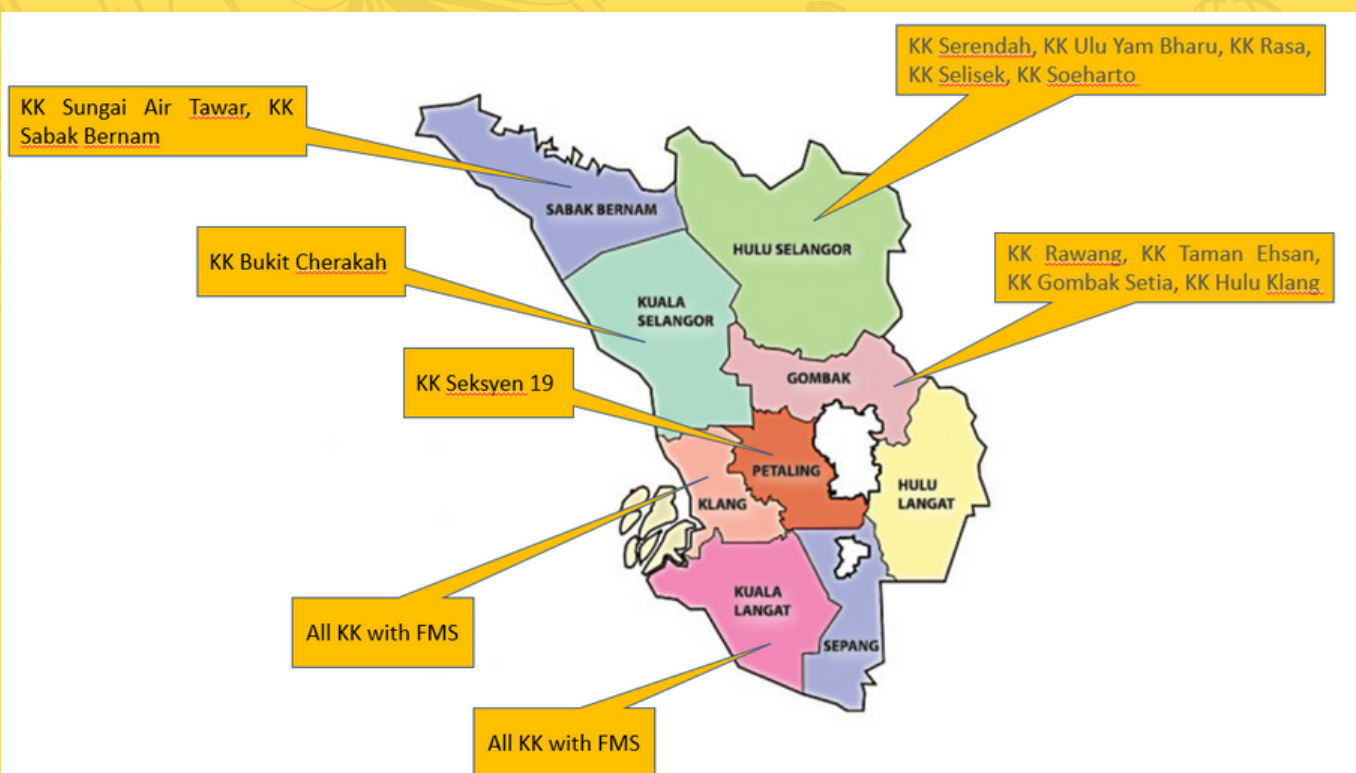 KK Serendah, KK Ulu Yam Bharu, KK Rasa,
KK Selisek, KK Soeharto
KK Sungai Air Tawar, KK
Sabak Bernam
SABAK BERNAM
HULU SELANGOR
KK Bukit Cherakah
KK Rawang, KK Taman Ehsan,
KK Gombak Setia, KK Hulu Klang
KUALA
SELANGOR
KK Seksyen 19
GOMBAK
PETALING
HULU
LANGAT
KLANG
KUALA
LANGAT
All KK with FMS
SEPANG
All KK with FMS